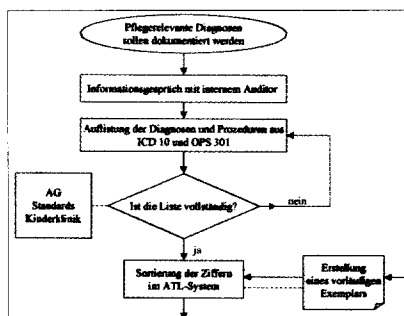 Pflegerelevante Diagnosen
sollen dokumentiert werden
Informationsgespräch mit internem Auditor
Auflistung der Diagnosen und Prozeduren aus
ICD 10 und OPS 301
AG
Standards
Kinderklinik
Ist die Liste vollständig?
nein
ja
Sortierung der Ziffern
im ATL-System
Erstellung
eines vorläufigen
Exemplars